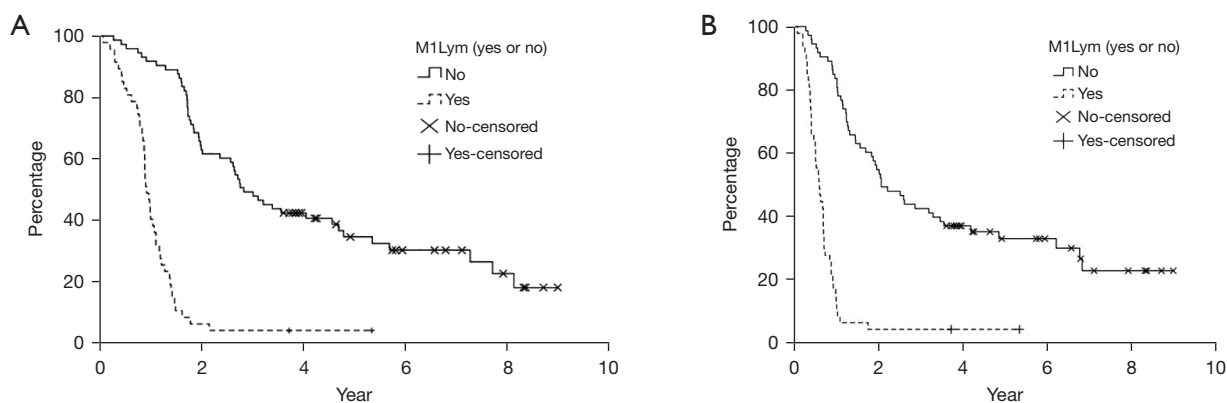 A
M1Lym (yes or no)
No
Yes
No-censored
Yes-censored
Percentage
100
80
60
40
20
0
0 2 4 6 8 10
Year
B
M1Lym (yes or no)
No
Yes
No-censored
Yes-censored
Percentage
100
80
60
40
20
0
0 2 4 6 8 10
Year